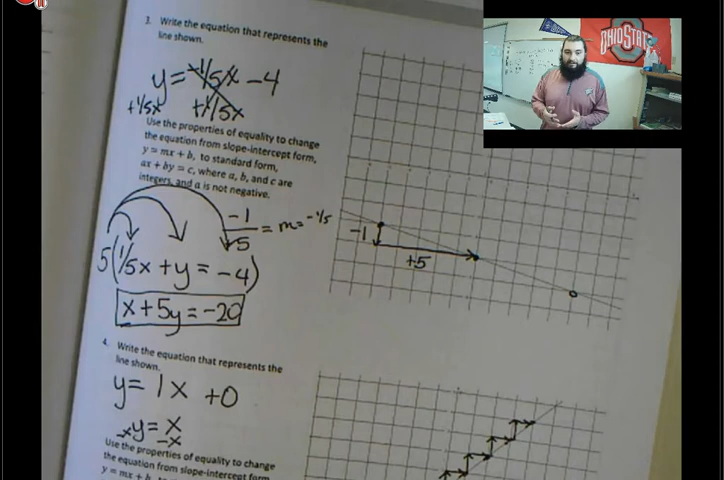 OHIO STATE
3. Write the equation that represents the
line shown.
y = -1/5x - 4
+1/5x +1/5x
Use the properties of equality to change
the equation from slope-intercept form,
y = mx + b, to standard form,
ax + by = c, where a, b, and c are
integers, and a is not negative.
-1/5 = m = -1/5
-1
+5
5(1/5x + y = -4)
x + 5y = -20
4. Write the equation that represents the
line shown.
y = 1x + 0
y = x
-x -x
Use the properties of equality to change
the equation from slope-intercept form,
y = mx + b, to standard